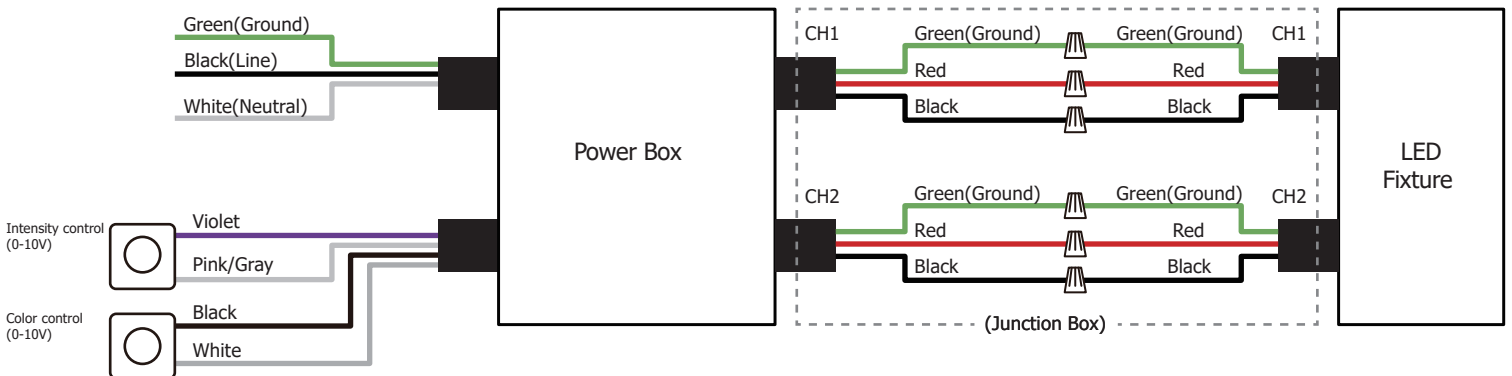 Green(Ground)
Black(Line)
White(Neutral)
Intensity control
(0-10V)
Violet
Pink/Gray
Color control
(0-10V)
Black
White
Power Box
CH1
Green(Ground)
Green(Ground)
CH1
Red
Red
Black
Black
CH2
Green(Ground)
Green(Ground)
CH2
Red
Red
Black
Black
(Junction Box)
LED
Fixture